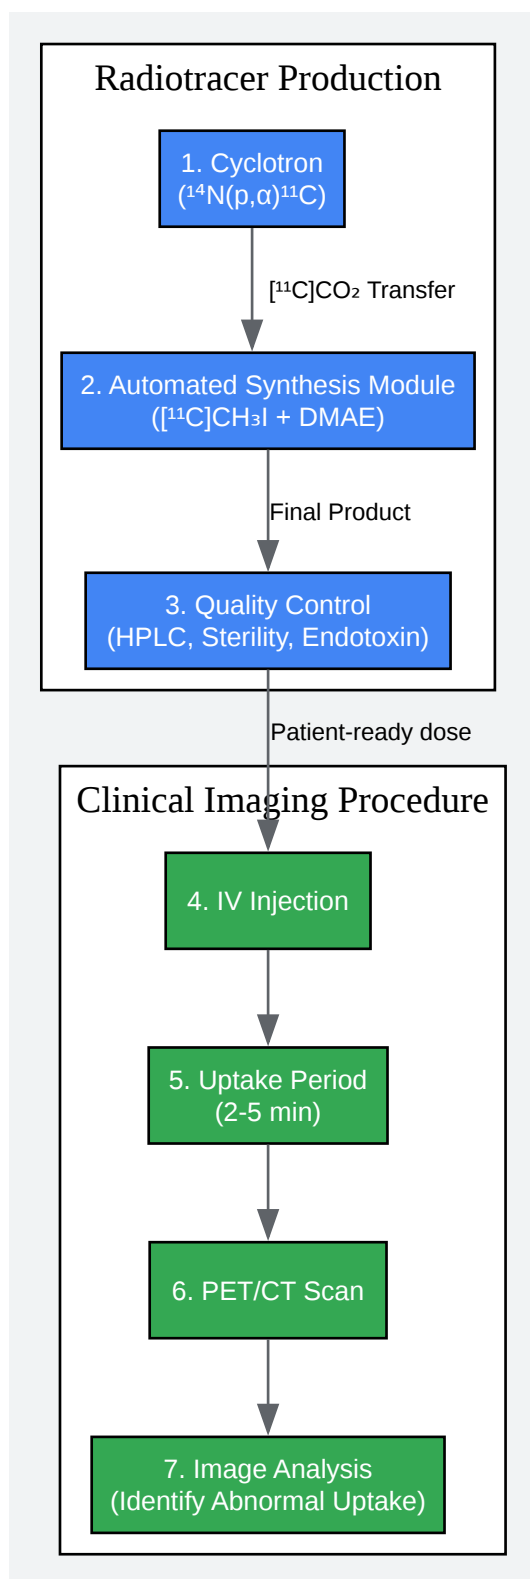 Radiotracer Production
1. Cyclotron
(¹⁴N(p,α)¹¹C)
[¹¹C]CO₂ Transfer
2. Automated Synthesis Module
([¹¹C]CH₃I + DMAE)
Final Product
3. Quality Control
(HPLC, Sterility, Endotoxin)
Patient-ready dose
Clinical Imaging Procedure
4. IV Injection
5. Uptake Period
(2-5 min)
6. PET/CT Scan
7. Image Analysis
(Identify Abnormal Uptake)